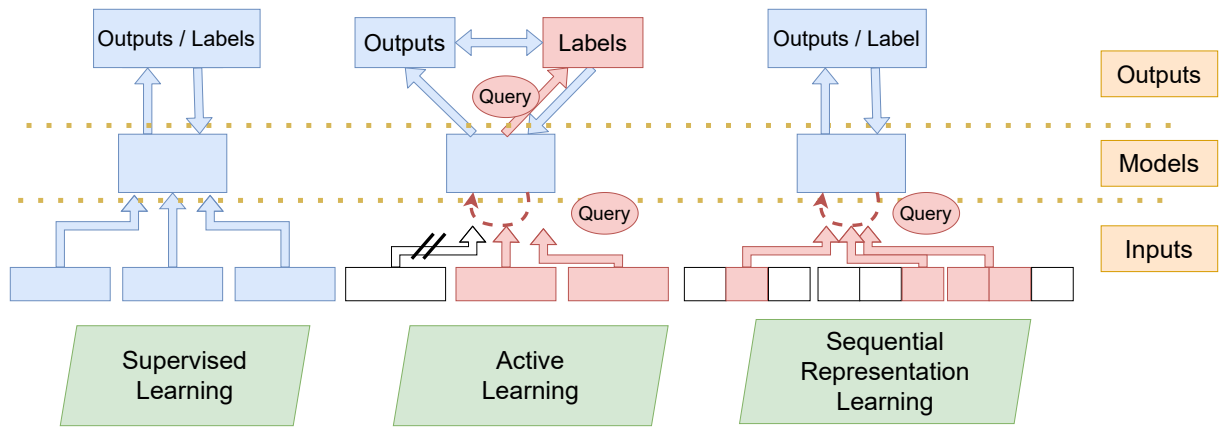 Outputs / Labels
Outputs
Labels
Outputs / Label
Outputs
Query
Models
Query
Query
Inputs
Supervised
Learning
Active
Learning
Sequential
Representation
Learning